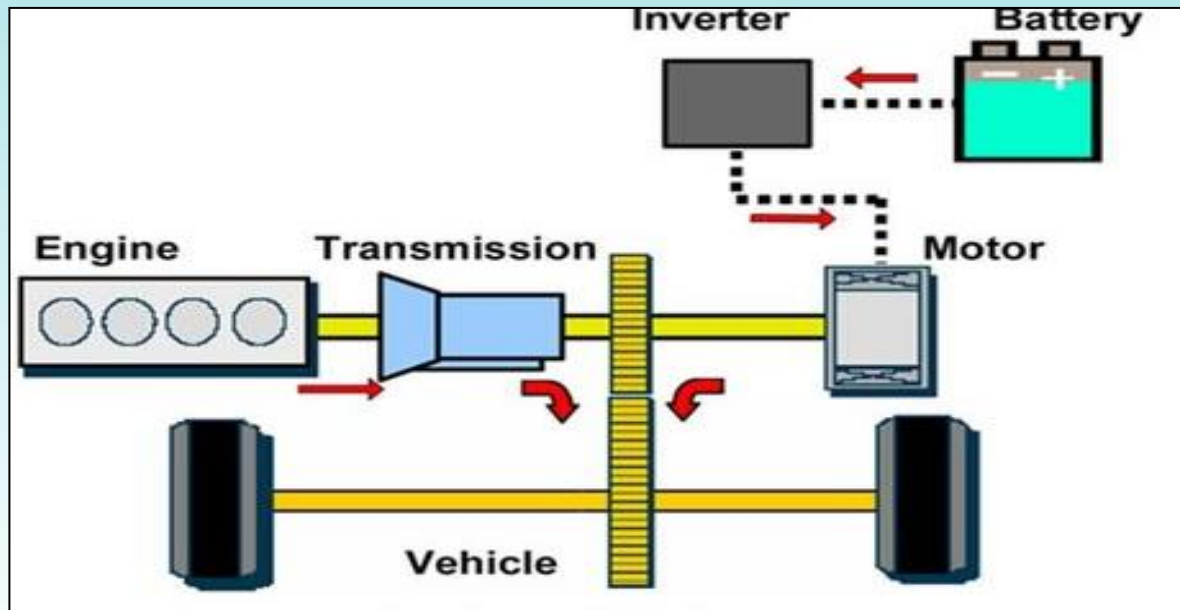 Inverter
Battery
Engine
Transmission
Motor
Vehicle